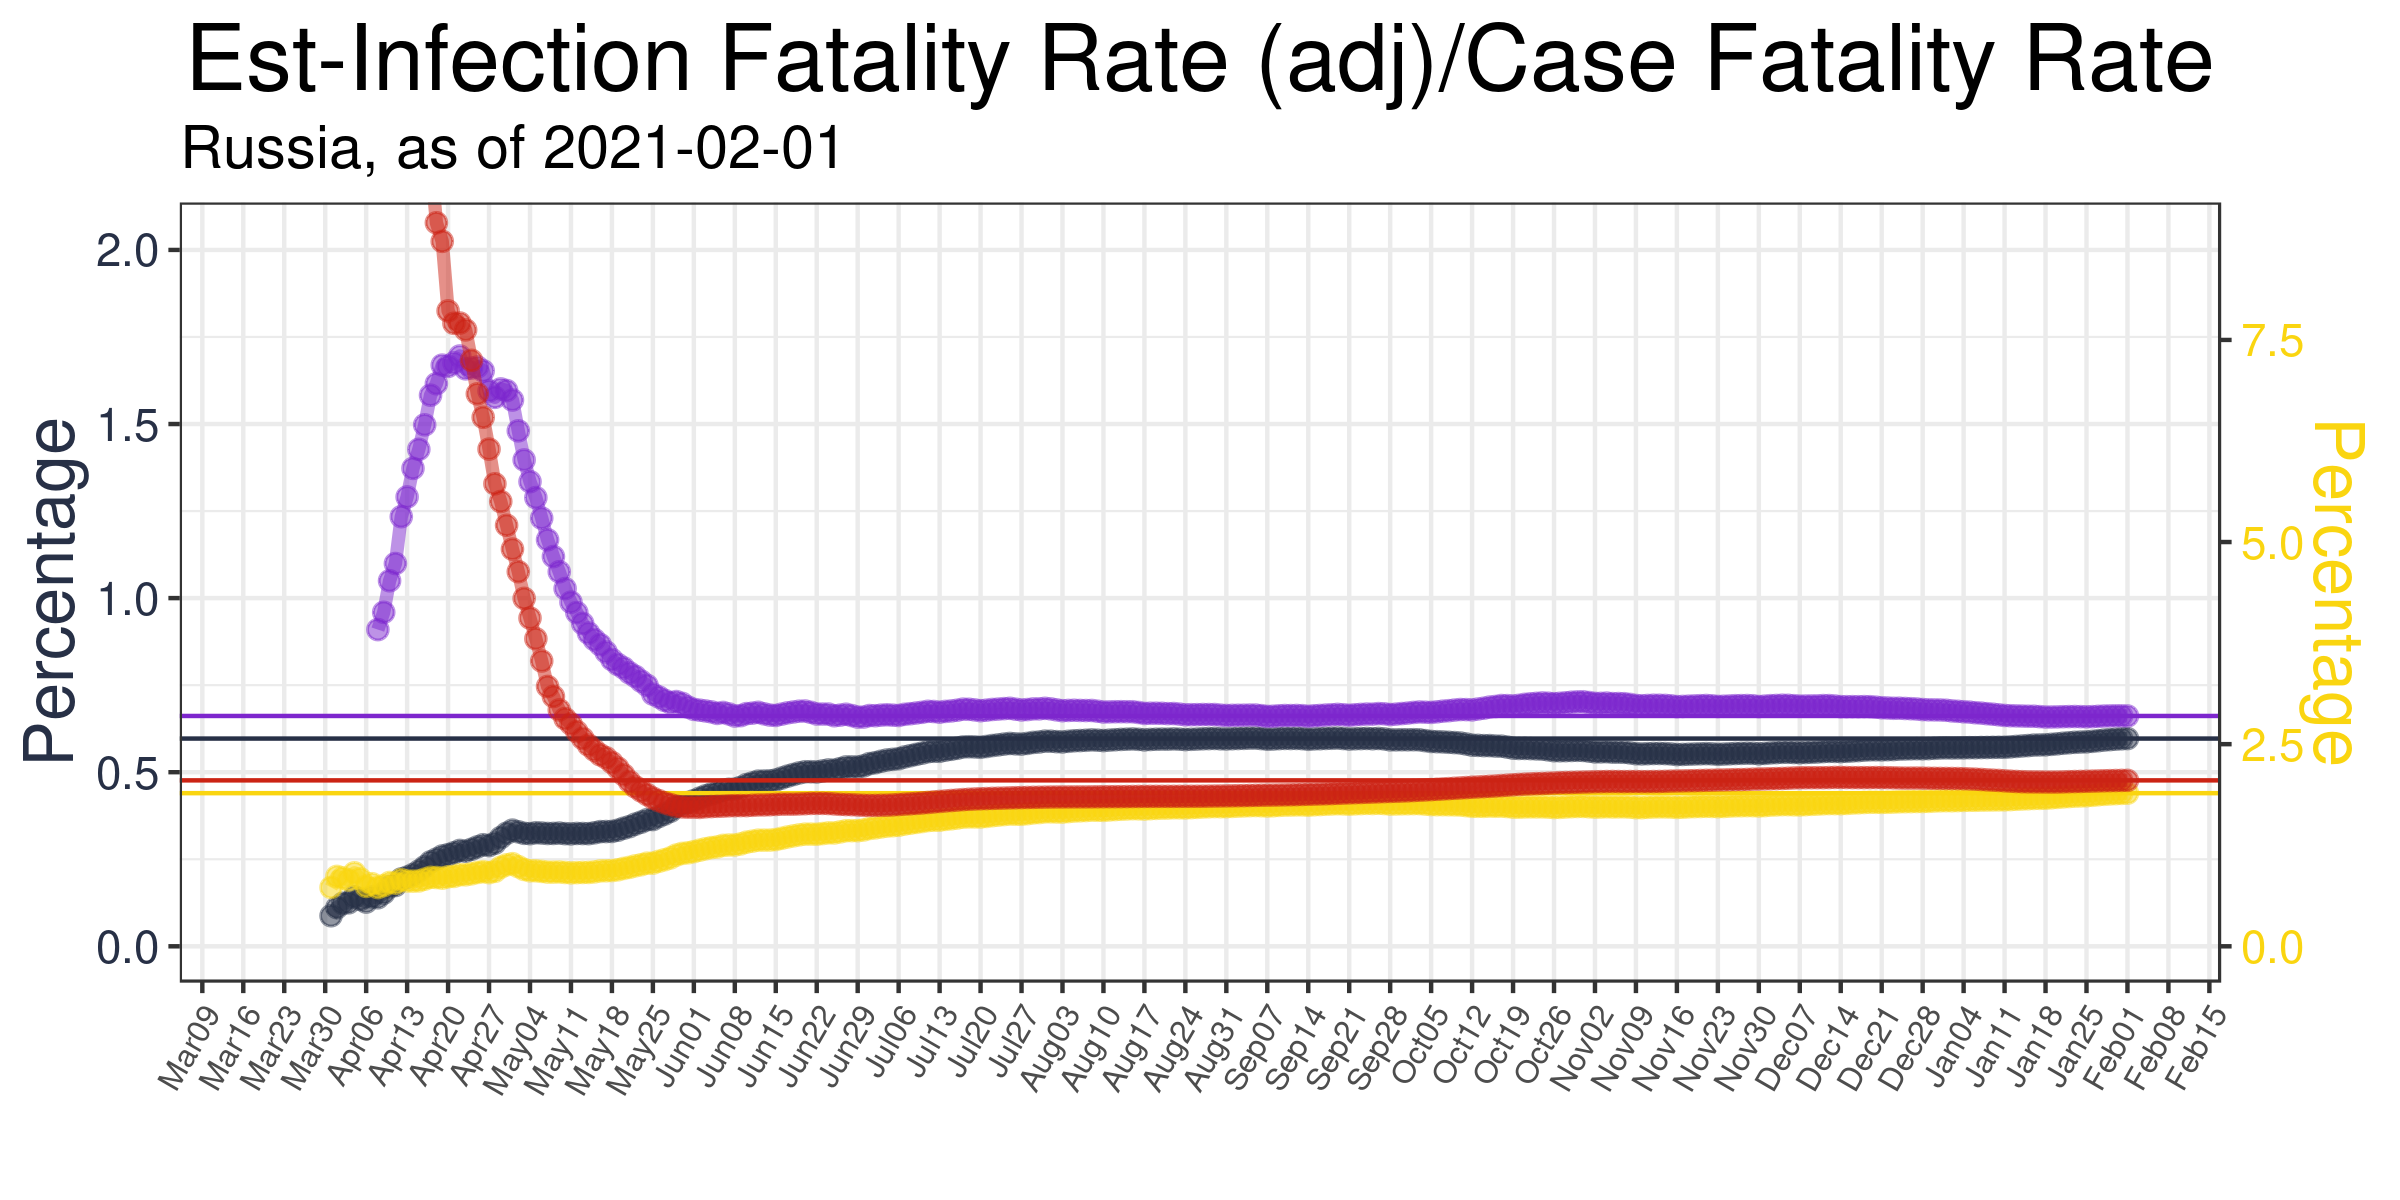 Est-Infection Fatality Rate (adj)/Case Fatality Rate
Russia, as of 2021-02-01
Percentage
2.0
1.5
1.0
0.5
0.0
7.5
5.0
2.5
0.0
Percentage
Mar09 Mar16 Mar23 Mar30 Apr06 Apr13 Apr20 Apr27 May04 May11 May18 May25 Jun01 Jun08 Jun15 Jun22 Jun29 Jul06 Jul13 Jul20 Jul27 Aug03 Aug10 Aug17 Aug24 Aug31 Sep07 Sep14 Sep21 Sep28 Oct05 Oct12 Oct19 Oct26 Nov02 Nov09 Nov16 Nov23 Nov30 Dec07 Dec14 Dec21 Dec28 Jan04 Jan11 Jan18 Jan25 Feb01 Feb08 Feb15